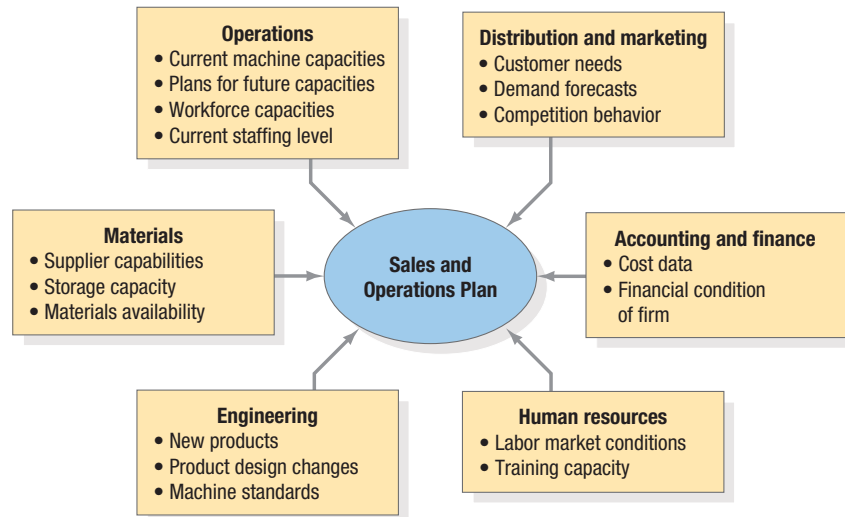 Operations
• Current machine capacities
• Plans for future capacities
• Workforce capacities
• Current staffing level
Distribution and marketing
• Customer needs
• Demand forecasts
• Competition behavior
Materials
• Supplier capabilities
• Storage capacity
• Materials availability
Sales and
Operations Plan
Accounting and finance
• Cost data
• Financial condition
of firm
Engineering
• New products
• Product design changes
• Machine standards
Human resources
• Labor market conditions
• Training capacity